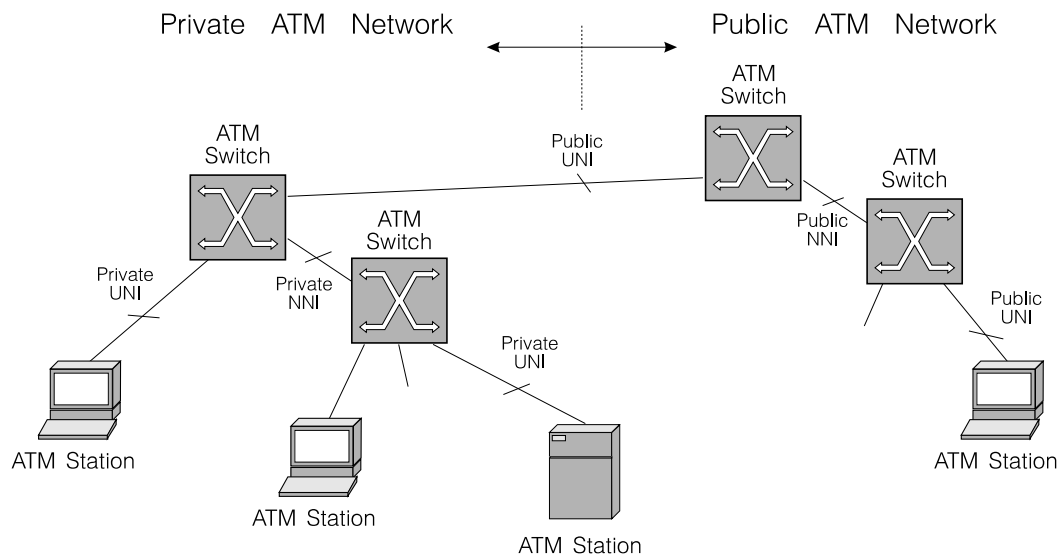 Private ATM Network
Public ATM Network
ATM
Switch
Public
UNI
ATM
Switch
ATM
Switch
ATM
Switch
Public
NNI
Private
UNI
Private
NNI
Public
UNI
Private
UNI
ATM Station
ATM Station
ATM Station
ATM Station